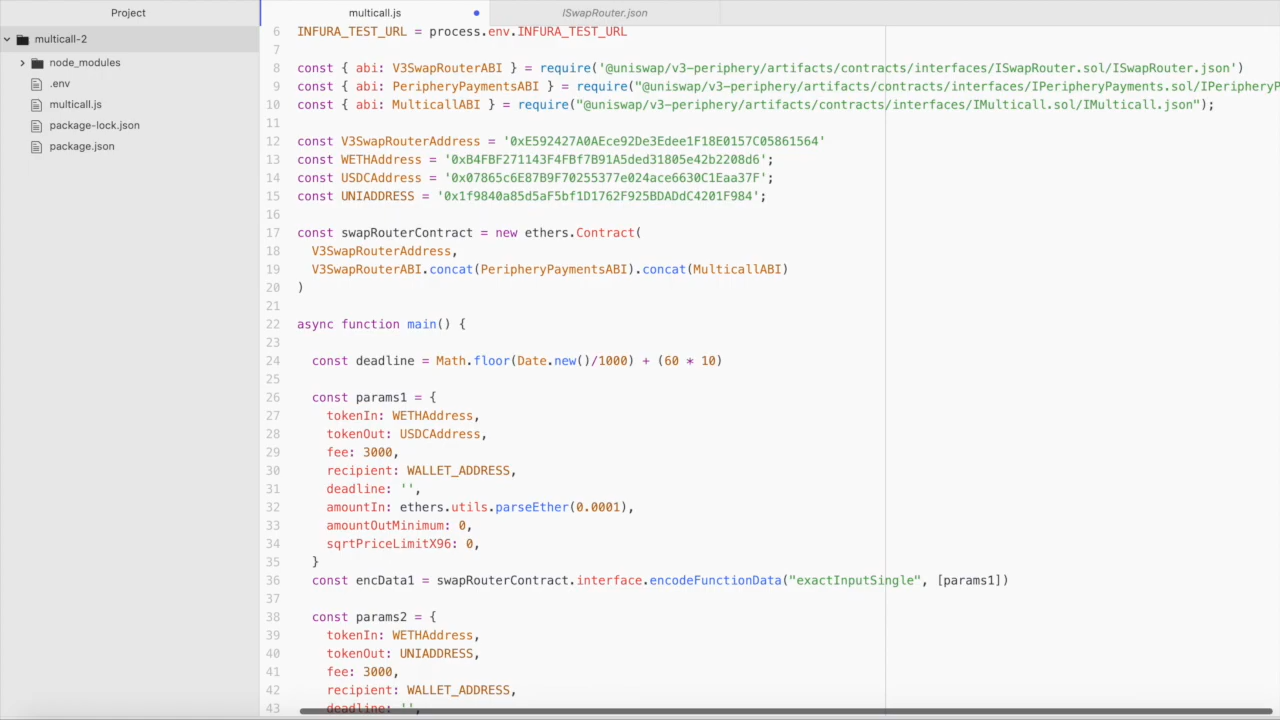 Project
multicall.js
ISwapRouter.json
multicall-2
node_modules
.env
multicall.js
package-lock.json
package.json
6 INFURA_TEST_URL = process.env.INFURA_TEST_URL
7
8 const { abi: V3SwapRouterABI } = require('@uniswap/v3-periphery/artifacts/contracts/interfaces/ISwapRouter.sol/ISwapRouter.json')
9 const { abi: PeripheryPaymentsABI } = require("@uniswap/v3-periphery/artifacts/contracts/interfaces/IPeripheryPayments.sol/IPeripheryP
10 const { abi: MulticallABI } = require("@uniswap/v3-periphery/artifacts/contracts/interfaces/IMulticall.sol/IMulticall.json");
11
12 const V3SwapRouterAddress = '0xE592427A0AEce92De3Edee1F18E0157C05861564'
13 const WETHAddress = '0xB4FBF271143F4FBf7B91A5ded31805e42b2208d6';
14 const USDCAddress = '0x07865c6E87B9F70255377e024ace6630C1Eaa37F';
15 const UNIADDRESS = '0x1f9840a85d5aF5bf1D1762F925BDADdC4201F984';
16
17 const swapRouterContract = new ethers.Contract(
18 V3SwapRouterAddress,
19 V3SwapRouterABI.concat(PeripheryPaymentsABI).concat(MulticallABI)
20 )
21
22 async function main() {
23
24 const deadline = Math.floor(Date.new()/1000) + (60 * 10)
25
26 const params1 = {
27 tokenIn: WETHAddress,
28 tokenOut: USDCAddress,
29 fee: 3000,
30 recipient: WALLET_ADDRESS,
31 deadline: '',
32 amountIn: ethers.utils.parseEther(0.0001),
33 amountOutMinimum: 0,
34 sqrtPriceLimitX96: 0,
35 }
36 const encData1 = swapRouterContract.interface.encodeFunctionData("exactInputSingle", [params1])
37
38 const params2 = {
39 tokenIn: WETHAddress,
40 tokenOut: UNIADDRESS,
41 fee: 3000,
42 recipient: WALLET_ADDRESS,
43 deadline: '',